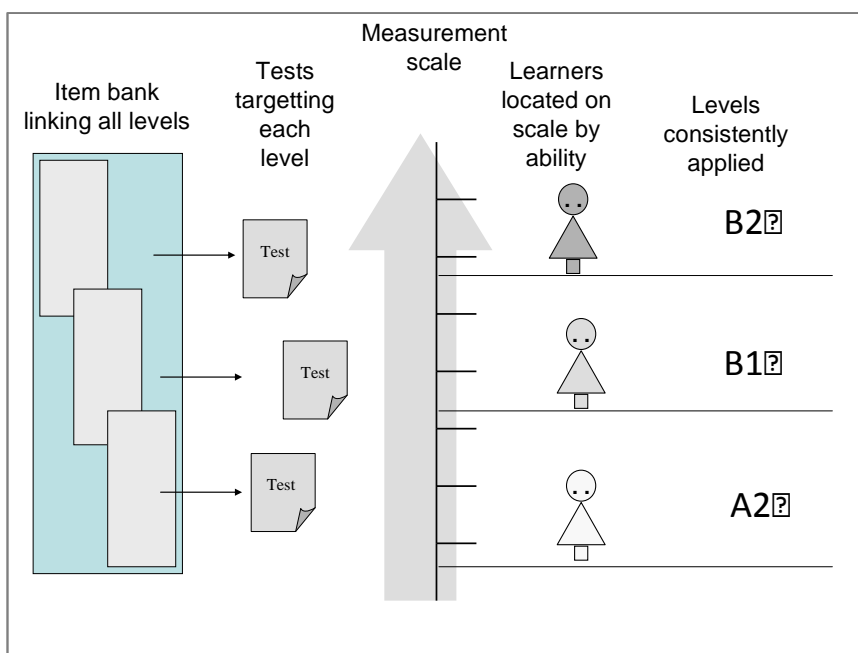 Measurement
scale
Item bank
linking all levels
Tests
targetting
each
level
Learners
located on
scale by
ability
Levels
consistently
applied
Test
Test
Test
B2⍰
B1⍰
A2⍰